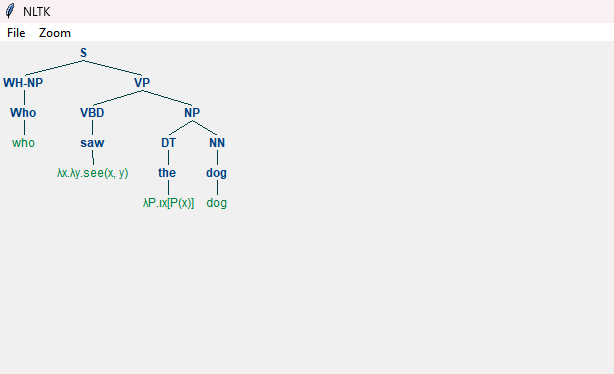 NLTK
File Zoom
S
WH-NP VP
Who VBD NP
who saw DT NN
λx.λy.see(x, y) the dog
λP.ιx[P(x)] dog